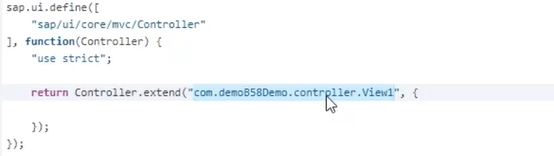 sap.ui.define([
"sap/ui/core/mvc/Controller"
], function(Controller) {
"use strict";
return Controller.extend("com.demoB58Demo.controller.View1", {
});
});